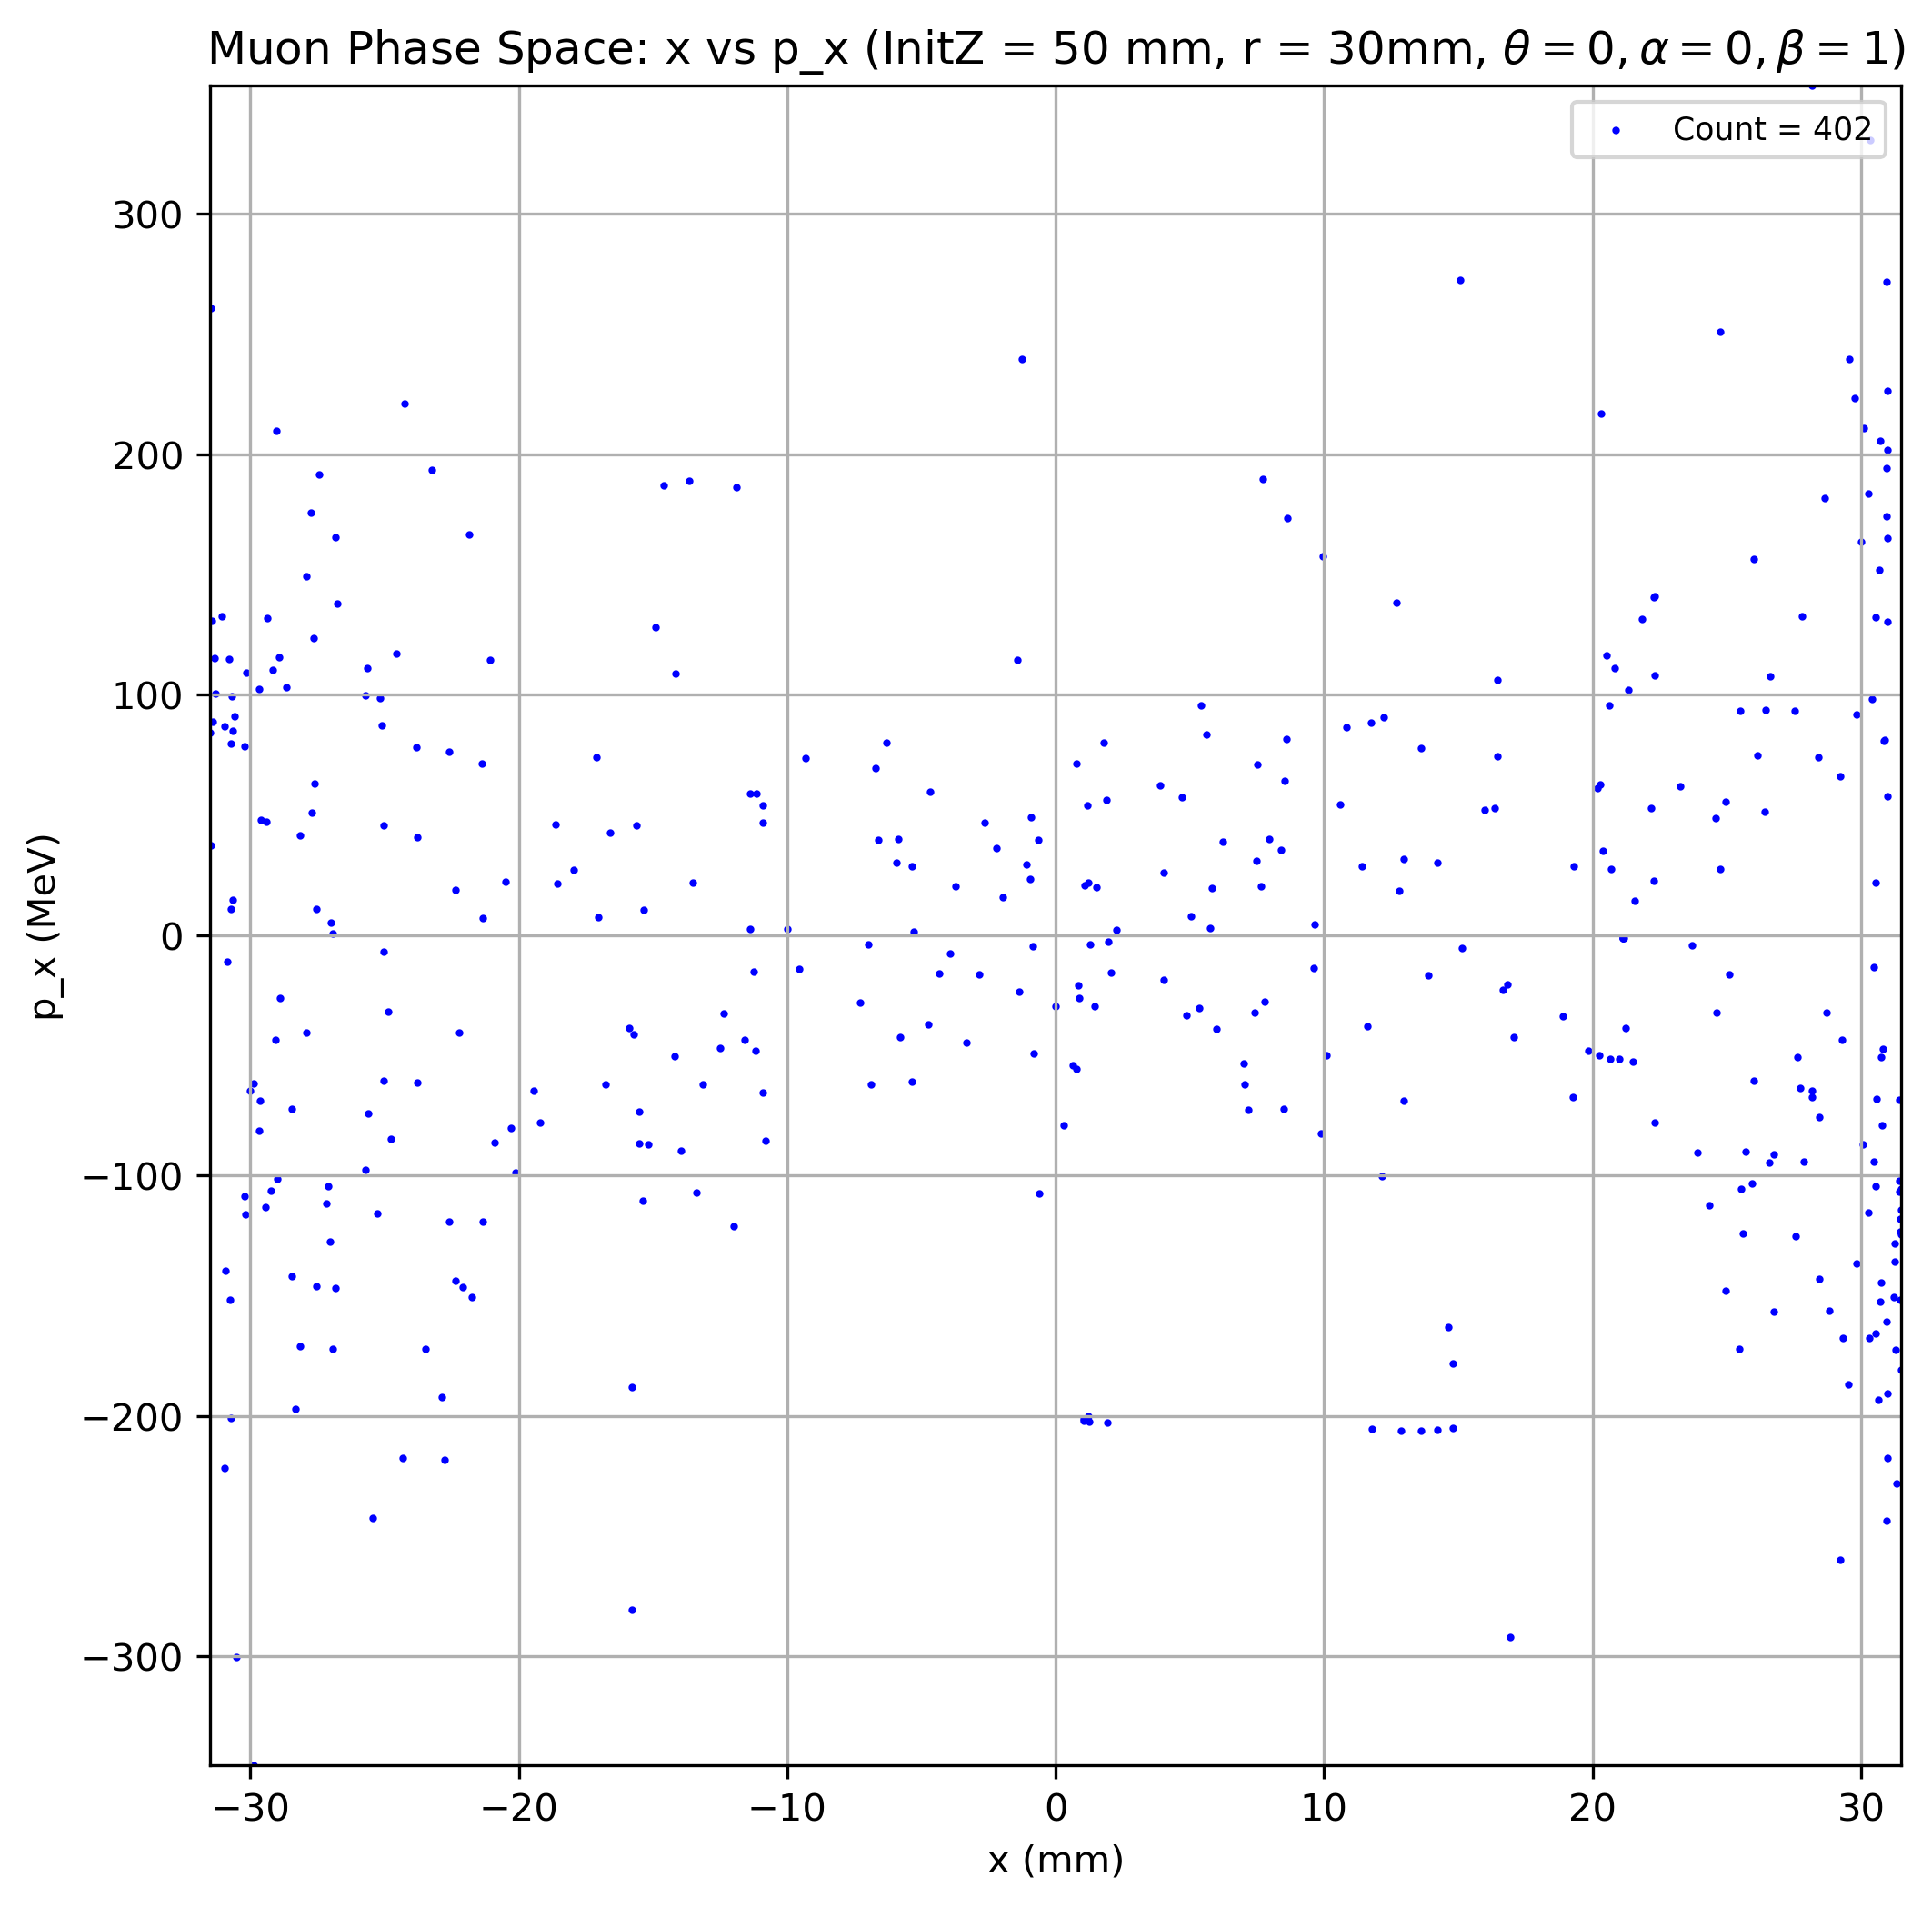 Muon Phase Space: x vs p_x (InitZ = 50 mm, r = 30mm, θ = 0, α = 0, β = 1)
Count = 402
300
200
100
0
−100
−200
−300
p_x (MeV)
−30 −20 −10 0 10 20 30
x (mm)